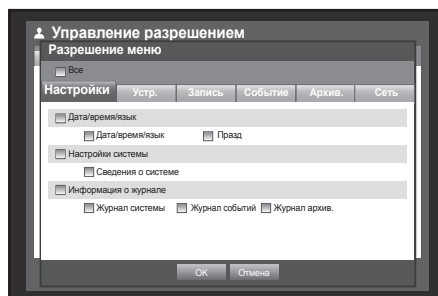 Управление разрешением
Разрешение меню
Все
Настройки Устр. Запись Событие Архив. Сеть
Дата/время/язык
Дата/время/язык Празд
Настройки системы
Сведения о системе
Информация о журнале
Журнал системы Журнал событий Журнал архив.
OK Отмена